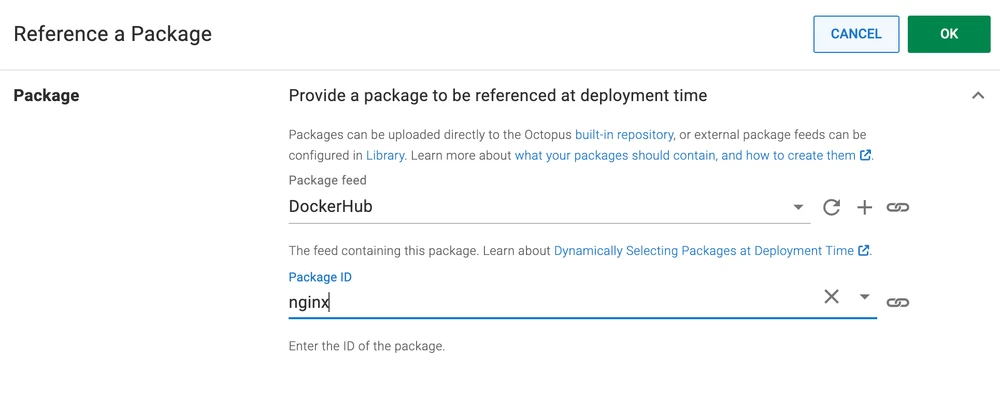 Reference a Package
CANCEL
OK
Package
Provide a package to be referenced at deployment time
Packages can be uploaded directly to the Octopus built-in repository, or external package feeds can be
configured in Library. Learn more about what your packages should contain, and how to create them.
Package feed
DockerHub
The feed containing this package. Learn about Dynamically Selecting Packages at Deployment Time.
Package ID
nginx
Enter the ID of the package.